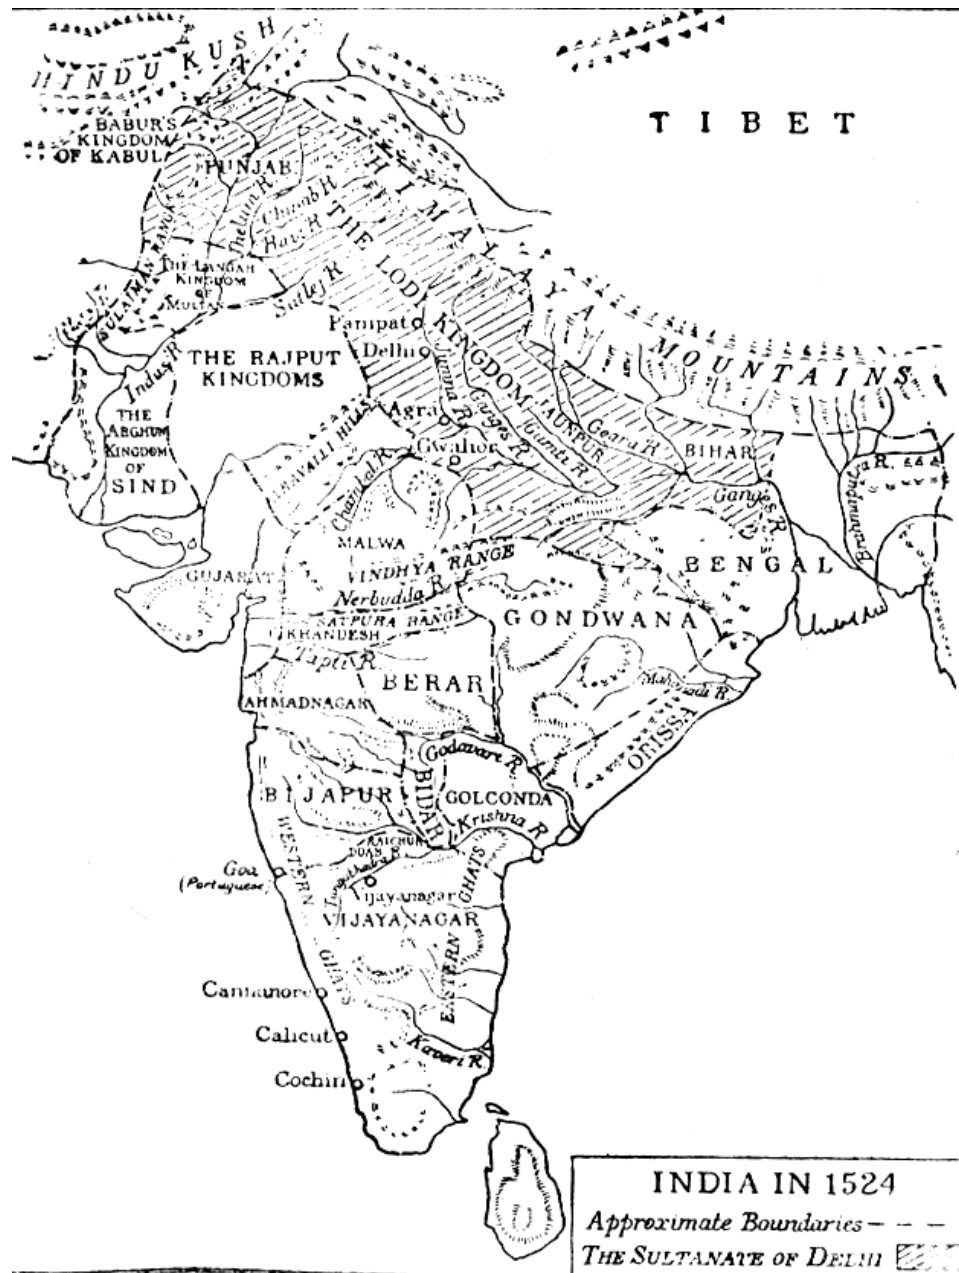 HINDU KUSH
TIBET
BABUR'S
KINGDOM
OF KABUL
PUNJAB
Jhelum R.
Chinab R.
Ravi R.
THE LODI KINGDOM
HIMALAYA MOUNTAINS
SULAIMAN RANGE
THE LANGAH
KINGDOM
OF
MULTAN
Sutlej R.
Panipat
Delhi
THE RAJPUT
KINGDOMS
Indus R.
THE
ARGHUN
KINGDOM
OF
SIND
Jumna R.
Ganges R.
Gumti R.
JAUNPUR
Gogra R.
BIHAR
Agra
Gwalior
ARAVALLI HILLS
Chambal R.
Ganges R.
Brahmaputra R.
MALWA
VINDHYA RANGE
BENGAL
GUJARAT
Nerbudda R.
SATPURA RANGE
KHANDESH
GONDWANA
Tapti R.
BERAR
Mahanadi R.
AHMADNAGAR
ORISSA
Godavari R.
BIJAPUR
BIDAR
GOLCONDA
Krishna R.
RAICHUR
DOAB
Tungabhadra R.
WESTERN GHATS
Goa
(Portuguese)
Vijayanagar
VIJAYANAGAR
EASTERN GHATS
Cannanore
Calicut
Kaveri R.
Cochin
INDIA IN 1524
Approximate Boundaries
THE SULTANATE OF DELHI